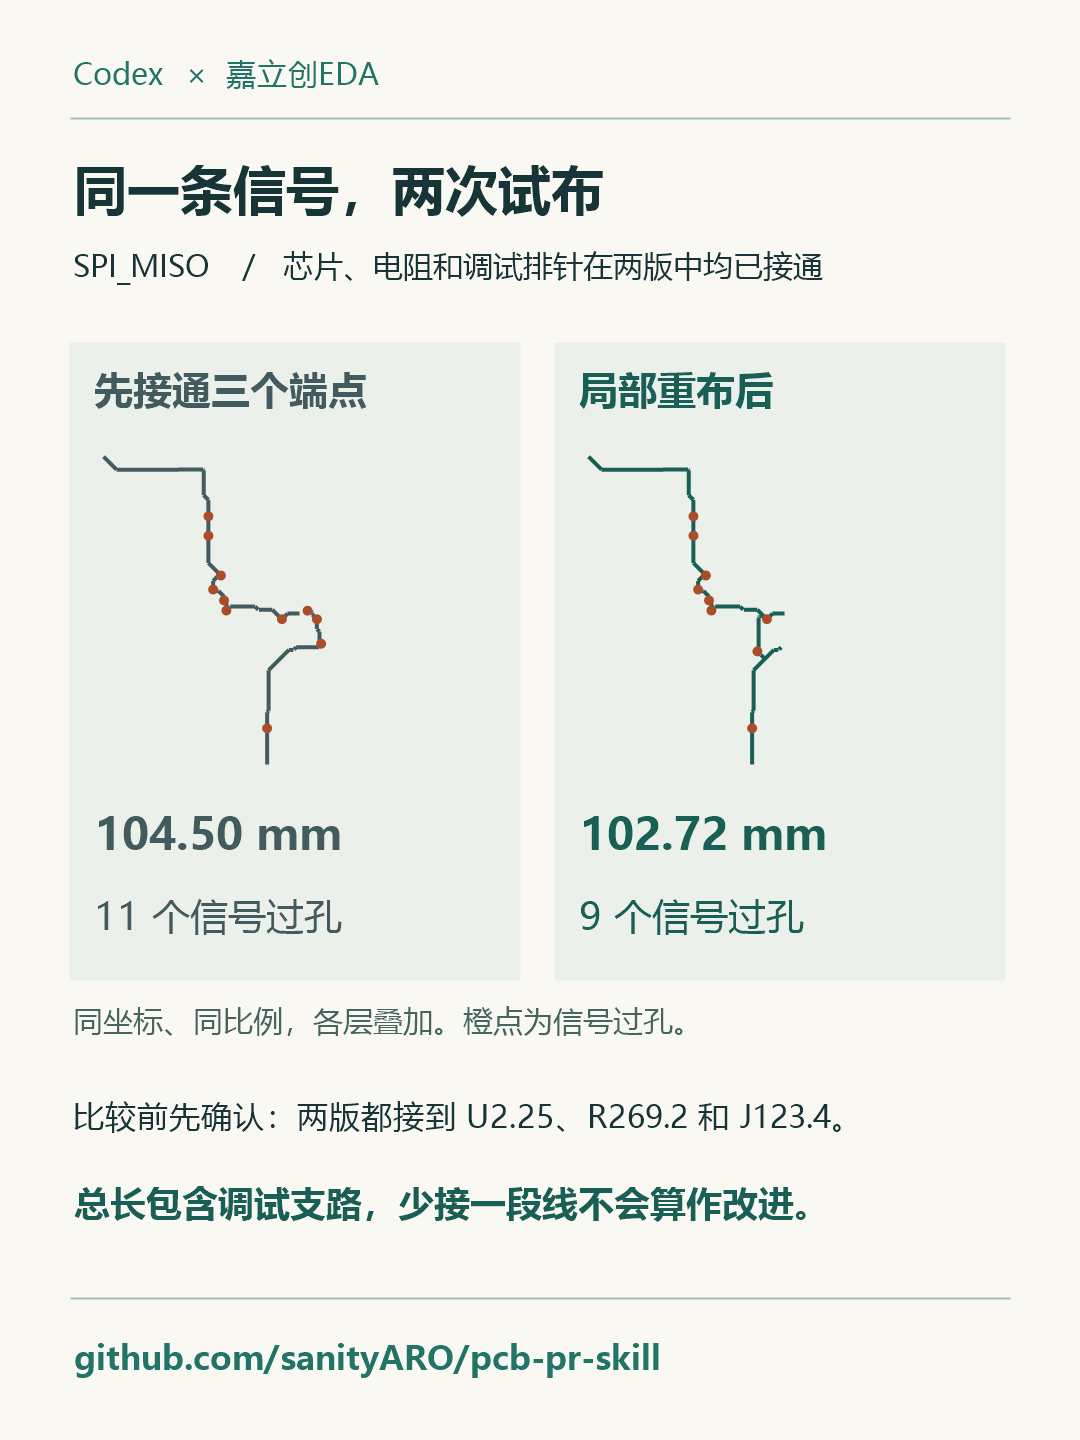 Codex × 嘉立创EDA
同一条信号，两次试布
SPI_MISO / 芯片、电阻和调试排针在两版中均已接通
先接通三个端点
104.50 mm
11 个信号过孔
局部重布后
102.72 mm
9 个信号过孔
同坐标、同比例，各层叠加。橙点为信号过孔。
比较前先确认：两版都接到 U2.25、R269.2 和 J123.4。
总长包含调试支路，少接一段线不会算作改进。
github.com/sanityARO/pcb-pr-skill